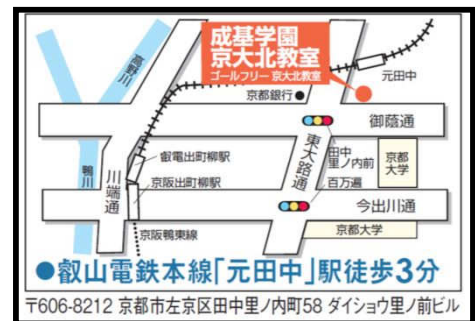 成基学園
京大北教室
ゴールフリー 京大北教室
元田中
高野川
京都銀行
御蔭通
叡電出町柳駅
東大路通
田中
里ノ内前
京都
大学
鴨川
川端通
京阪出町柳駅
百万遍
今出川通
京阪鴨東線
京都大学
●叡山電鉄本線「元田中」駅徒歩3分
〒606-8212 京都市左京区田中里ノ内町58 ダイショウ里ノ前ビル